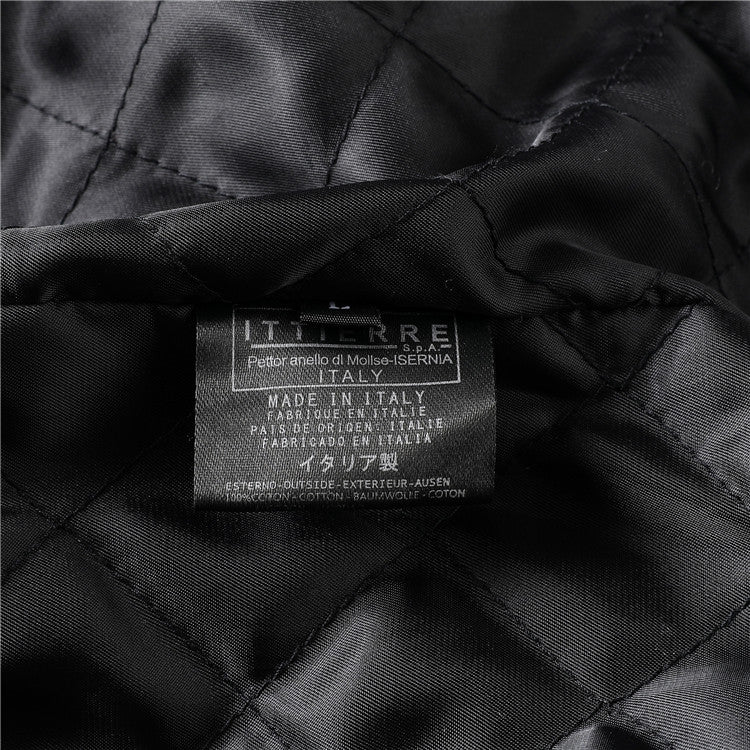 L
ITTIERRE
S.p.A.
Pettor anello di Mollse-ISERNIA
ITALY
MADE IN ITALY
FABRIQUE EN ITALIE
PAIS DE ORIGEN: ITALIE
FABRICADO EN ITALIA
イタリア製
ESTERNO-OUTSIDE-EXTERIEUR-AUSEN
100%COTON-COTTON-BAUMWOLLE-COTON